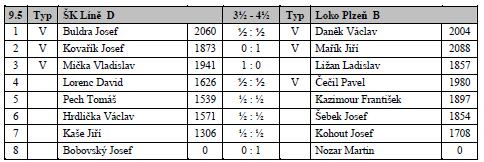 9.5 Typ ŠK Líně D 3½ - 4½ Typ Loko Plzeň B
1 V Buldra Josef 2060 ½ : ½ V Daněk Václav 2004
2 V Kovařík Josef 1873 0 : 1 V Mařík Jiří 2088
3 V Mička Vladislav 1941 1 : 0 Ližan Ladislav 1857
4 Lorenc David 1626 ½ : ½ V Čečil Pavel 1980
5 Pech Tomáš 1539 ½ : ½ Kazimour František 1897
6 Hrdlička Václav 1571 ½ : ½ Šebek Josef 1854
7 Kaše Jiří 1306 ½ : ½ Kohout Josef 1708
8 Bobovský Josef 0 0 : 1 Nozar Martin 0